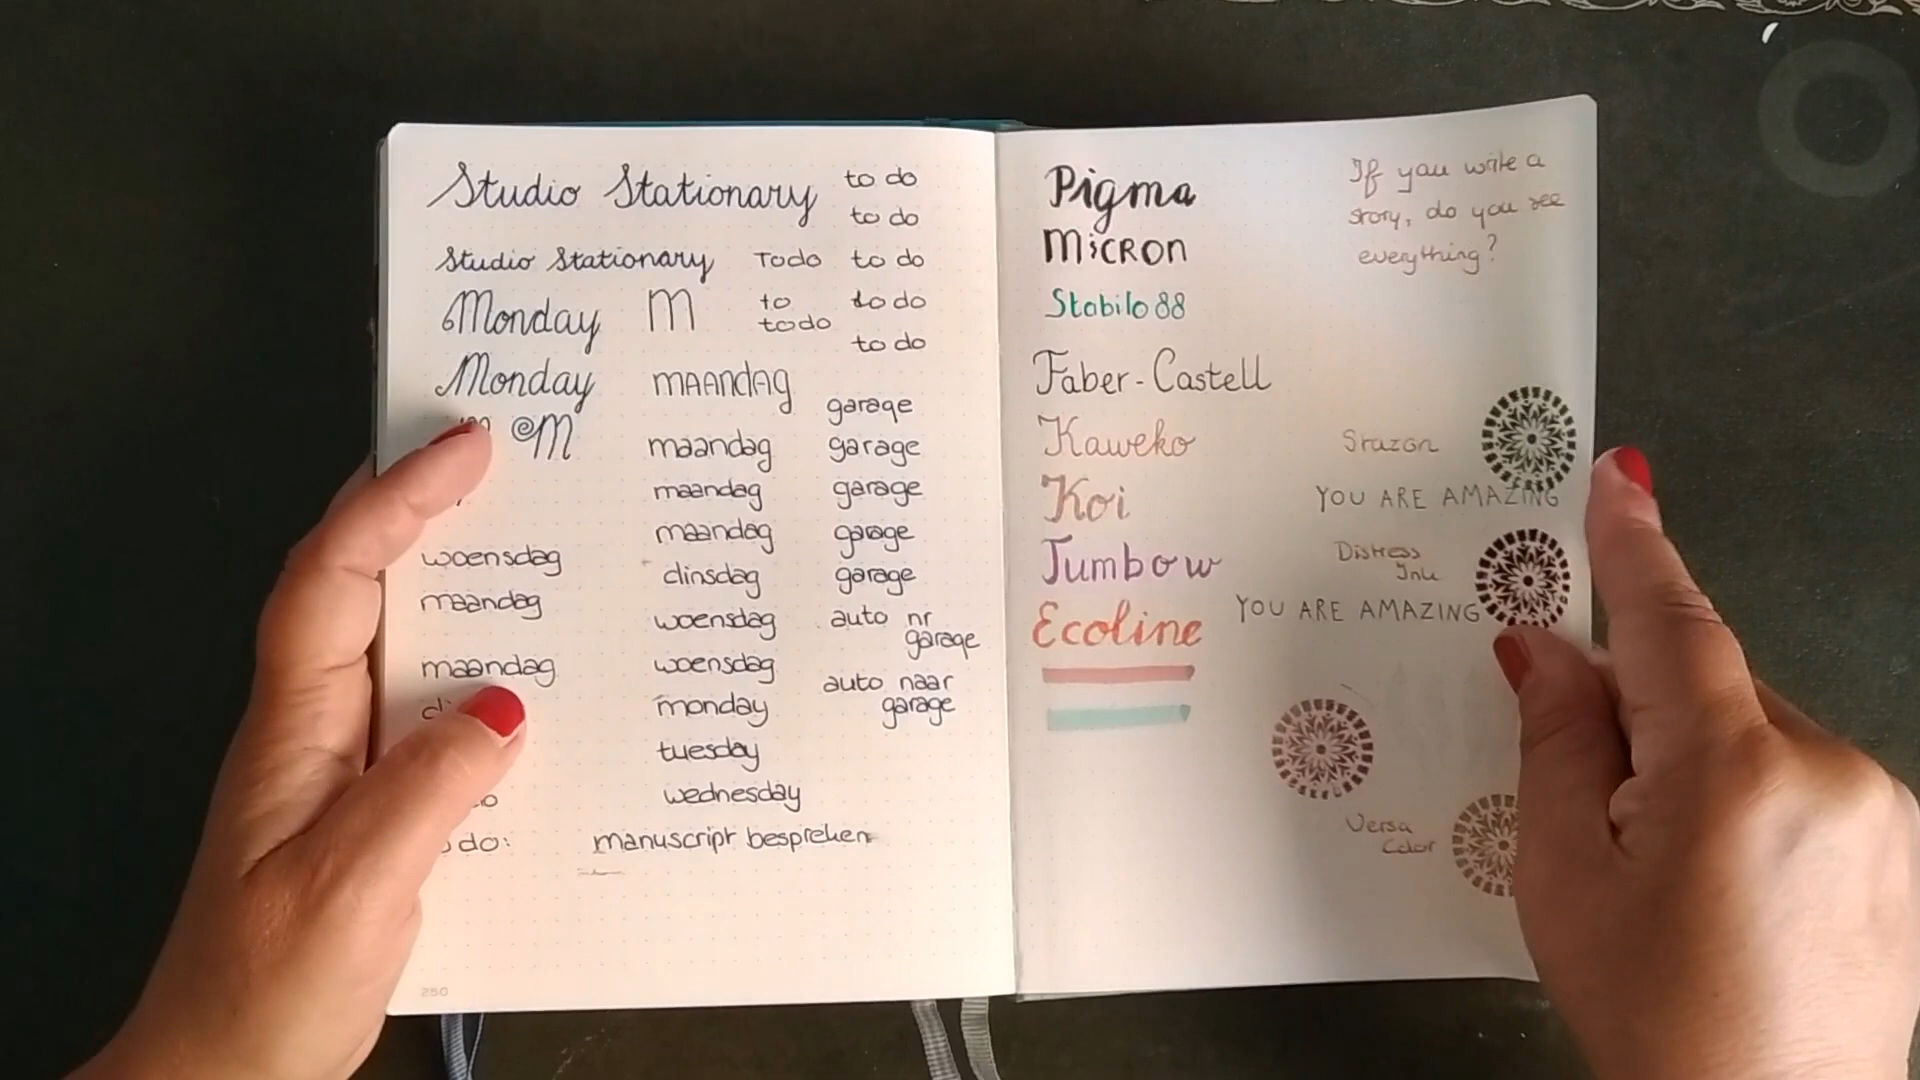 Studio Stationary
to do
to do
Studio Stationary
Todo
to do
Monday
M
to
todo
to do
to do
Monday
MAANDAG
M
garage
maandag
garage
maandag
garage
maandag
garage
woensdag
dinsdag
garage
maandag
woensdag
auto nr
garage
maandag
woensdag
auto naar
garage
monday
tuesday
wednesday
do:
manuscript bespreken
250
Pigma
Micron
Stabilo 88
Faber-Castell
Kaweko
Koi
Tumbow
Ecoline
If you write a
story, do you see
everything?
Stazon
YOU ARE AMAZING
Distress
Ink
YOU ARE AMAZING
Versa
Color